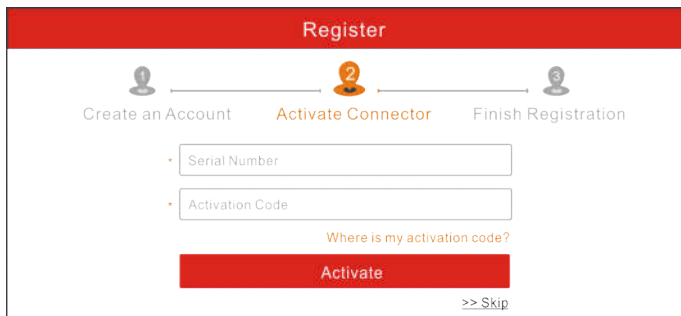 Register
1 2 3
Create an Account Activate Connector Finish Registration
* Serial Number
* Activation Code
Where is my activation code?
Activate
>> Skip